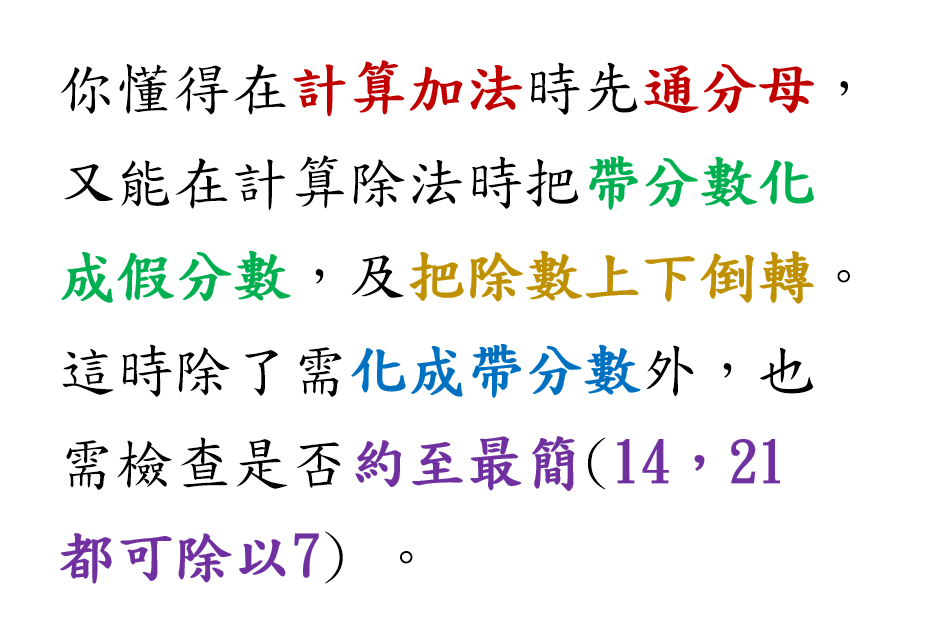 你懂得在計算加法時先通分母，
又能在計算除法時把帶分數化
成假分數，及把除數上下倒轉。
這時除了需化成帶分數外，也
需檢查是否約至最簡(14，21
都可除以7) 。